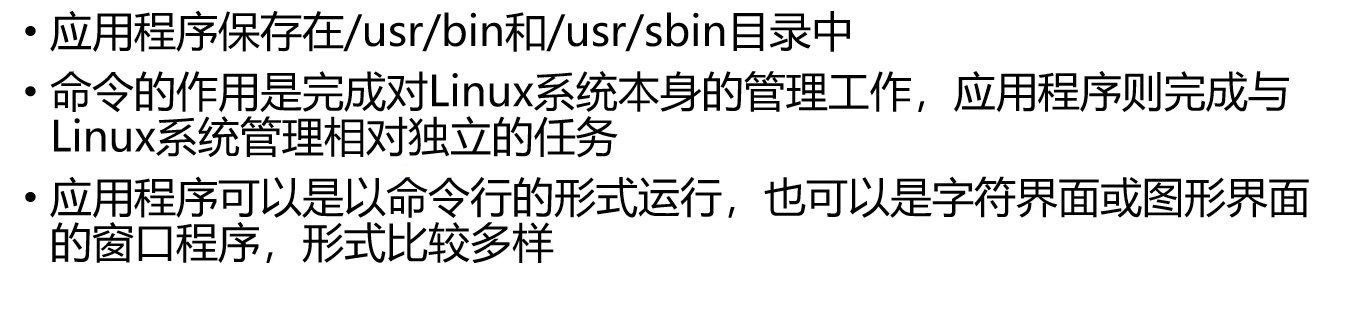 • 应用程序保存在/usr/bin和/usr/sbin目录中
• 命令的作用是完成对Linux系统本身的管理工作，应用程序则完成与
Linux系统管理相对独立的任务
• 应用程序可以是以命令行的形式运行，也可以是字符界面或图形界面
的窗口程序，形式比较多样